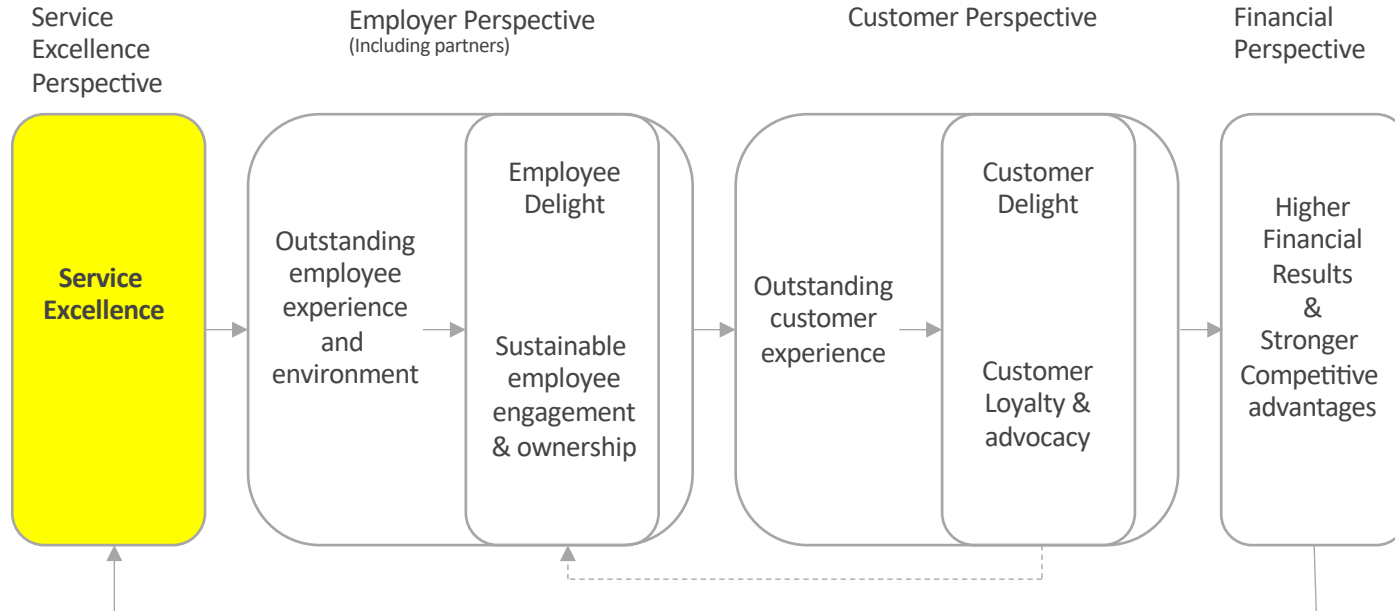 Service
Excellence
Perspective
Employer Perspective
(Including partners)
Customer Perspective
Financial
Perspective
Service
Excellence
Outstanding
employee
experience
and
environment
Employee
Delight
Sustainable
employee
engagement
& ownership
Outstanding
customer
experience
Customer
Delight
Customer
Loyalty &
advocacy
Higher
Financial
Results
&
Stronger
Competitive
advantages